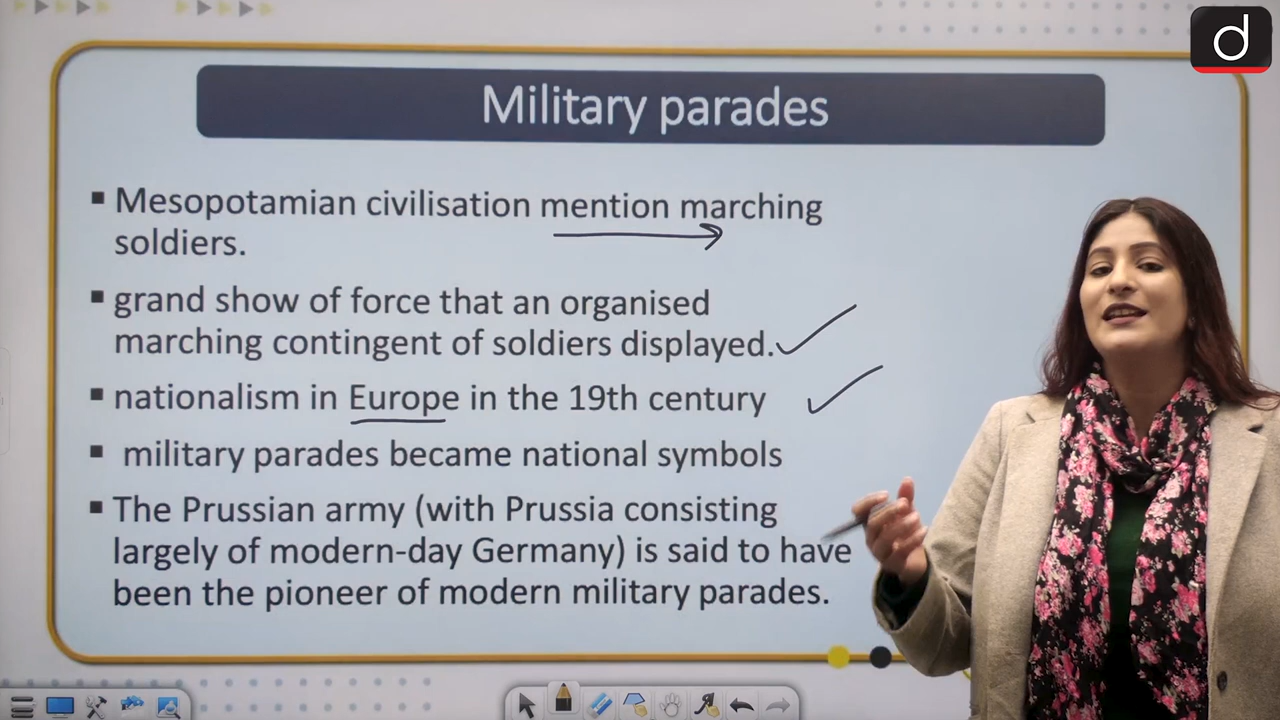 d
Military parades
▪ Mesopotamian civilisation mention marching
soldiers.
▪ grand show of force that an organised
marching contingent of soldiers displayed.
▪ nationalism in Europe in the 19th century
▪ military parades became national symbols
▪ The Prussian army (with Prussia consisting
largely of modern-day Germany) is said to have
been the pioneer of modern military parades.